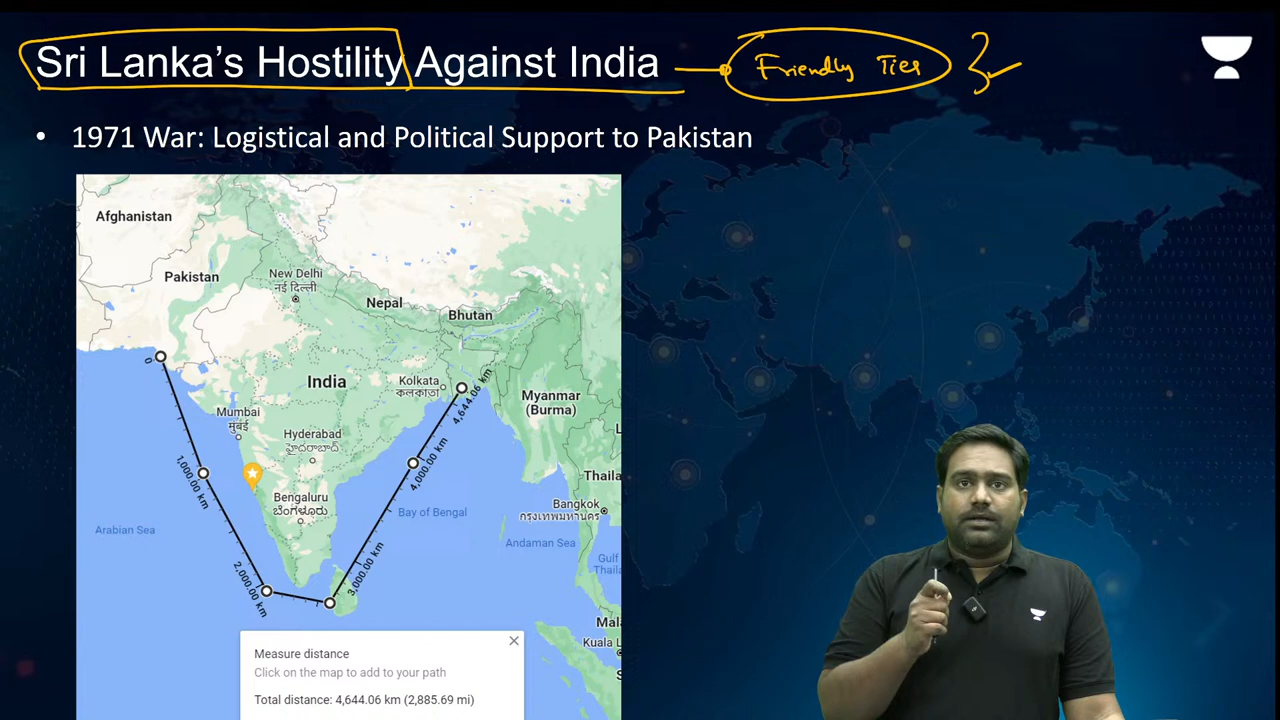 Sri Lanka's Hostility Against India
Friendly Ties
• 1971 War: Logistical and Political Support to Pakistan
Afghanistan
Pakistan
New Delhi
नई दिल्ली
Nepal
Bhutan
0
India
Kolkata
কলকাতা
4,644.06 km
Myanmar
(Burma)
Mumbai
मुंबई
Hyderabad
హైదరాబాద్
1,000.00 km
4,000.00 km
Thaila
Bengaluru
ಬೆಂಗಳೂರು
Bangkok
กรุงเทพมหานคร
Arabian Sea
Bay of Bengal
Andaman Sea
Gulf
Thaila
2,000.00 km
3,000.00 km
Mala
Kuala L
Measure distance
Click on the map to add to your path
Total distance: 4,644.06 km (2,885.69 mi)